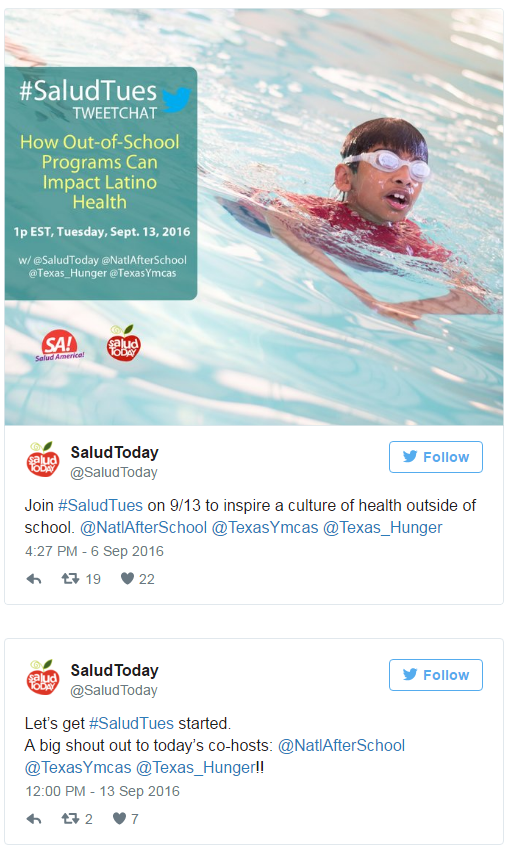 #SaludTues
TWEETCHAT
How Out-of-School
Programs Can
Impact Latino
Health
1p EST, Tuesday, Sept. 13, 2016
w/ @SaludToday @NatlAfterSchool
@Texas_Hunger @TexasYmcas
SA!
Salud America!
Salud
TODAY
Salud
TODAY
SaludToday
@SaludToday
Follow
Join #SaludTues on 9/13 to inspire a culture of health outside of
school. @NatlAfterSchool @TexasYmcas @Texas_Hunger
4:27 PM - 6 Sep 2016
19
22
Salud
TODAY
SaludToday
@SaludToday
Follow
Let’s get #SaludTues started.
A big shout out to today’s co-hosts: @NatlAfterSchool
@TexasYmcas @Texas_Hunger!!
12:00 PM - 13 Sep 2016
2
7